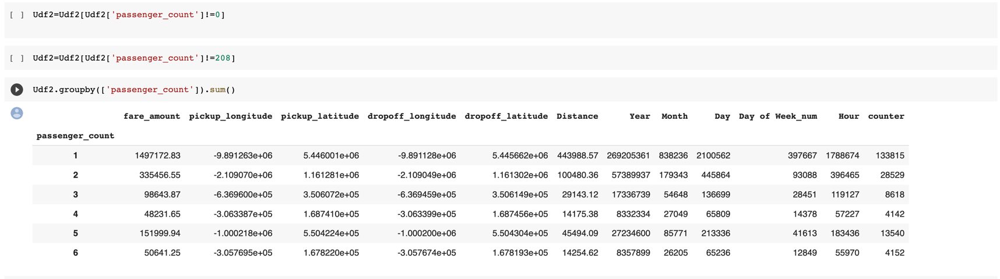 [ ] Udf2=Udf2[Udf2['passenger_count']!=0]
[ ] Udf2=Udf2[Udf2['passenger_count']!=208]
Udf2.groupby(['passenger_count']).sum()
fare_amount pickup_longitude pickup_latitude dropoff_longitude dropoff_latitude Distance Year Month Day Day of Week_num Hour counter
passenger_count
1 1497172.83 -9.891263e+06 5.446001e+06 -9.891128e+06 5.445662e+06 443988.57 269205361 838236 2100562 397667 1788674 133815
2 335456.55 -2.109070e+06 1.161281e+06 -2.109049e+06 1.161302e+06 100480.36 57389937 179343 445864 93088 396465 28529
3 98643.87 -6.369600e+05 3.506072e+05 -6.369459e+05 3.506149e+05 29143.12 17336739 54648 136699 28451 119127 8618
4 48231.65 -3.063387e+05 1.687410e+05 -3.063399e+05 1.687456e+05 14175.38 8332334 27049 65809 14378 57227 4142
5 151999.94 -1.000218e+06 5.504224e+05 -1.000200e+06 5.504304e+05 45494.09 27234600 85771 213336 41613 183436 13540
6 50641.25 -3.057695e+05 1.678220e+05 -3.057674e+05 1.678193e+05 14254.62 8357899 26205 65236 12849 55970 4152